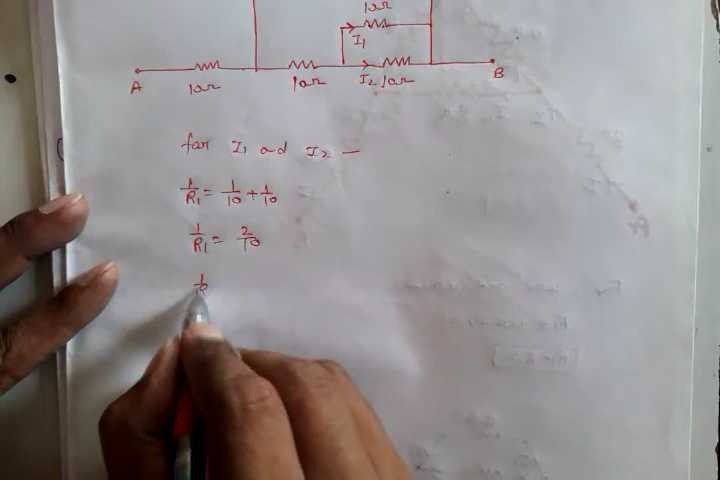 10Ω
I₁
A 10Ω 10Ω I₂ 10Ω B
for I₁ and I₂ —
1/R₁ = 1/10 + 1/10
1/R₁ = 2/10